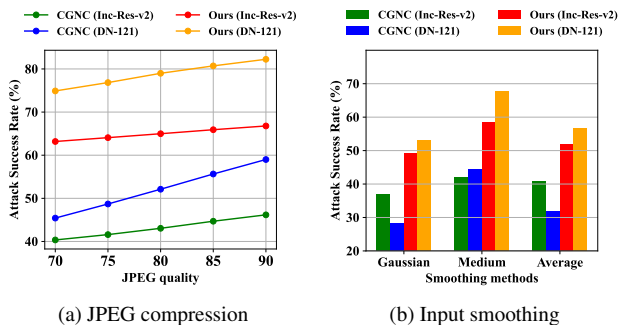 CGNC (Inc-Res-v2) Ours (Inc-Res-v2)
CGNC (DN-121) Ours (DN-121)
Attack Success Rate (%)
80
70
60
50
40
70 75 80 85 90
JPEG quality
(a) JPEG compression
CGNC (Inc-Res-v2) Ours (Inc-Res-v2)
CGNC (DN-121) Ours (DN-121)
Attack Success Rate (%)
70
60
50
40
30
20
Gaussian Medium Average
Smoothing methods
(b) Input smoothing